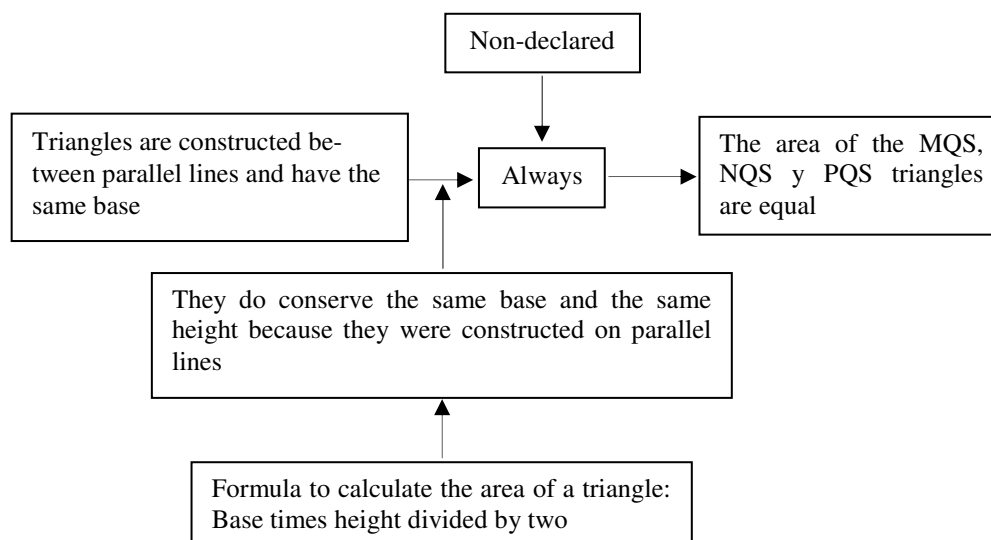 Non-declared
Triangles are constructed be-
tween parallel lines and have the
same base
Always
The area of the MQS,
NQS y PQS triangles
are equal
They do conserve the same base and the same
height because they were constructed on parallel
lines
Formula to calculate the area of a triangle:
Base times height divided by two